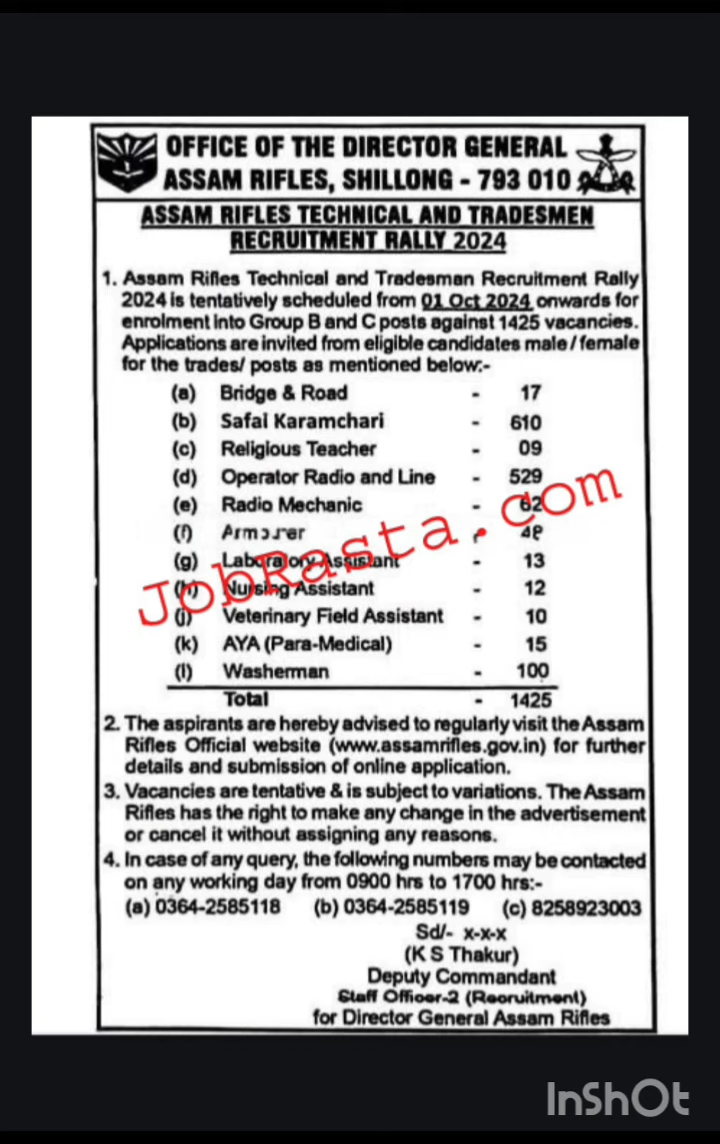 OFFICE OF THE DIRECTOR GENERAL
ASSAM RIFLES, SHILLONG - 793 010
ASSAM RIFLES TECHNICAL AND TRADESMEN
RECRUITMENT RALLY 2024
1. Assam Rifles Technical and Tradesman Recruitment Rally
2024 is tentatively scheduled from 01 Oct 2024 onwards for
enrolment into Group B and C posts against 1425 vacancies.
Applications are invited from eligible candidates male / female
for the trades/ posts as mentioned below:-
(a) Bridge & Road - 17
(b) Safai Karamchari - 610
(c) Religious Teacher - 09
(d) Operator Radio and Line - 529
(e) Radio Mechanic - 62
(f) Armourer - 48
(g) Laboratory Assistant - 13
(h) Nursing Assistant - 12
(j) Veterinary Field Assistant - 10
(k) AYA (Para-Medical) - 15
(l) Washerman - 100
Total - 1425
JobRasta.com
2. The aspirants are hereby advised to regularly visit the Assam
Rifles Official website (www.assamrifles.gov.in) for further
details and submission of online application.
3. Vacancies are tentative & is subject to variations. The Assam
Rifles has the right to make any change in the advertisement
or cancel it without assigning any reasons.
4. In case of any query, the following numbers may be contacted
on any working day from 0900 hrs to 1700 hrs:-
(a) 0364-2585118 (b) 0364-2585119 (c) 8258923003
Sd/- x-x-x
(K S Thakur)
Deputy Commandant
Staff Officer-2 (Recruitment)
for Director General Assam Rifles
InShOt